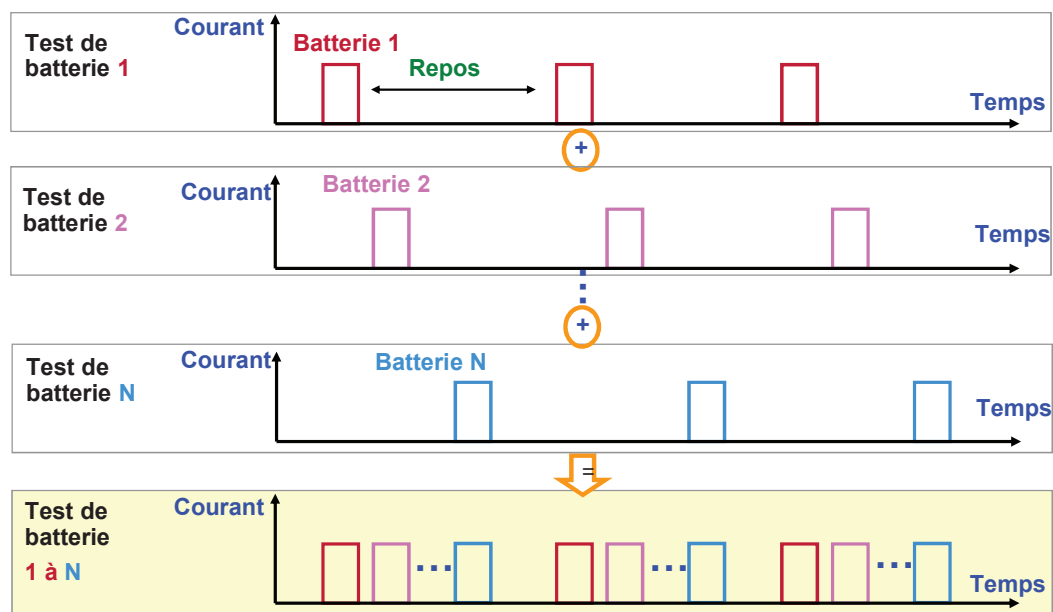 Test de
batterie 1
Courant
Batterie 1
Repos
Temps
+
Test de
batterie 2
Courant
Batterie 2
Temps
+
Test de
batterie N
Courant
Batterie N
Temps
=
Test de
batterie
1 à N
Courant
...
...
...
Temps